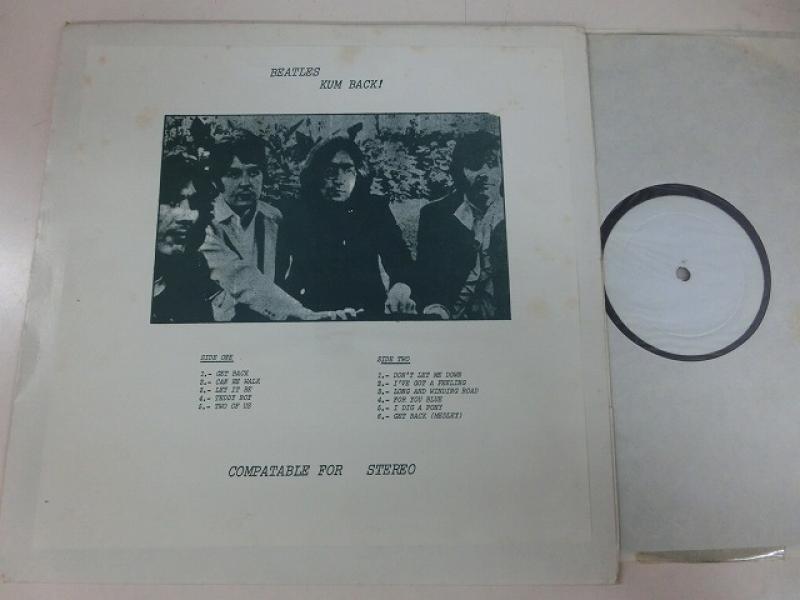 BEATLES
KUM BACK!
SIDE ONE
1.- GET BACK
2.- CAN HE WALK
3.- LET IT BE
4.- TEDDY BOY
5.- TWO OF US
SIDE TWO
1.- DON'T LET ME DOWN
2.- I'VE GOT A FEELING
3.- LONG AND WINDING ROAD
4.- FOR YOU BLUE
5.- I DIG A PONY
6.- GET BACK (MEDLEY)
COMPATABLE FOR STEREO